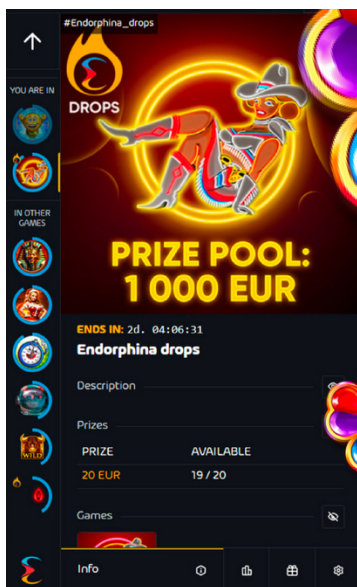 #Endorphina_drops
DROPS
YOU ARE IN
IN OTHER
GAMES
PRIZE POOL:
1 000 EUR
ENDS IN: 2d. 04:06:31
Endorphina drops
Description
Prizes
PRIZE AVAILABLE
20 EUR 19 / 20
Games
WILD
Info